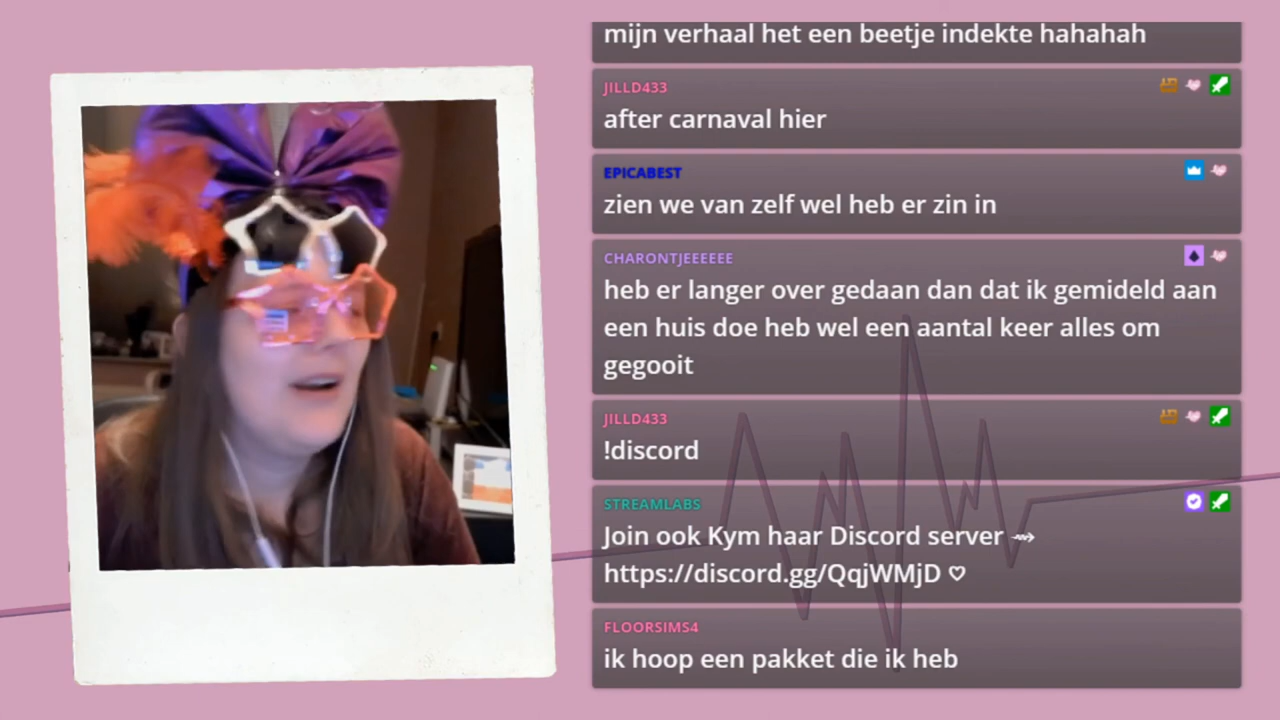 mijn verhaal het een beetje indekte hahahah
JILLD433
after carnaval hier
EPICABEST
zien we van zelf wel heb er zin in
CHARONTJEEEEEE
heb er langer over gedaan dan dat ik gemideld aan
een huis doe heb wel een aantal keer alles om
gegooit
JILLD433
!discord
STREAMLABS
Join ook Kym haar Discord server ⇝
https://discord.gg/QqjWMjD ♡
FLOORSIMS4
ik hoop een pakket die ik heb